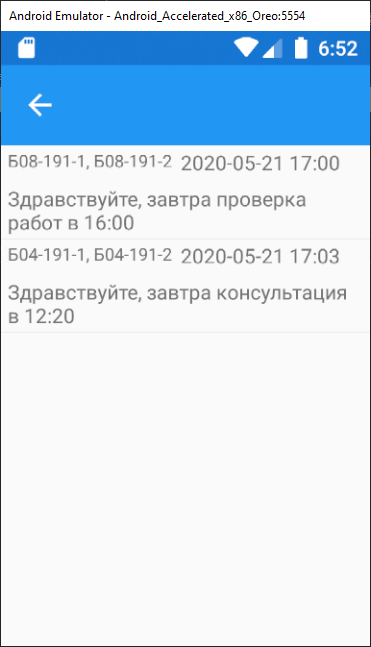 Android Emulator - Android_Accelerated_x86_Oreo:5554
6:52
Б08-191-1, Б08-191-2 2020-05-21 17:00
Здравствуйте, завтра проверка
работ в 16:00
Б04-191-1, Б04-191-2 2020-05-21 17:03
Здравствуйте, завтра консультация
в 12:20